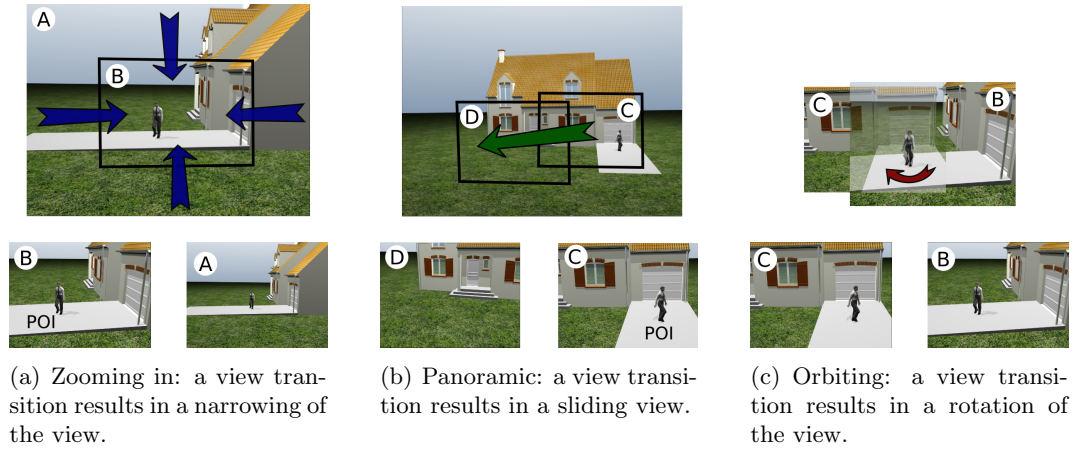 A
B
D
C
C
B
B
A
D
C
C
B
POI
POI
(a) Zooming in: a view tran-
sition results in a narrowing of
the view.
(b) Panoramic: a view transi-
tion results in a sliding view.
(c) Orbiting: a view transi-
tion results in a rotation of
the view.